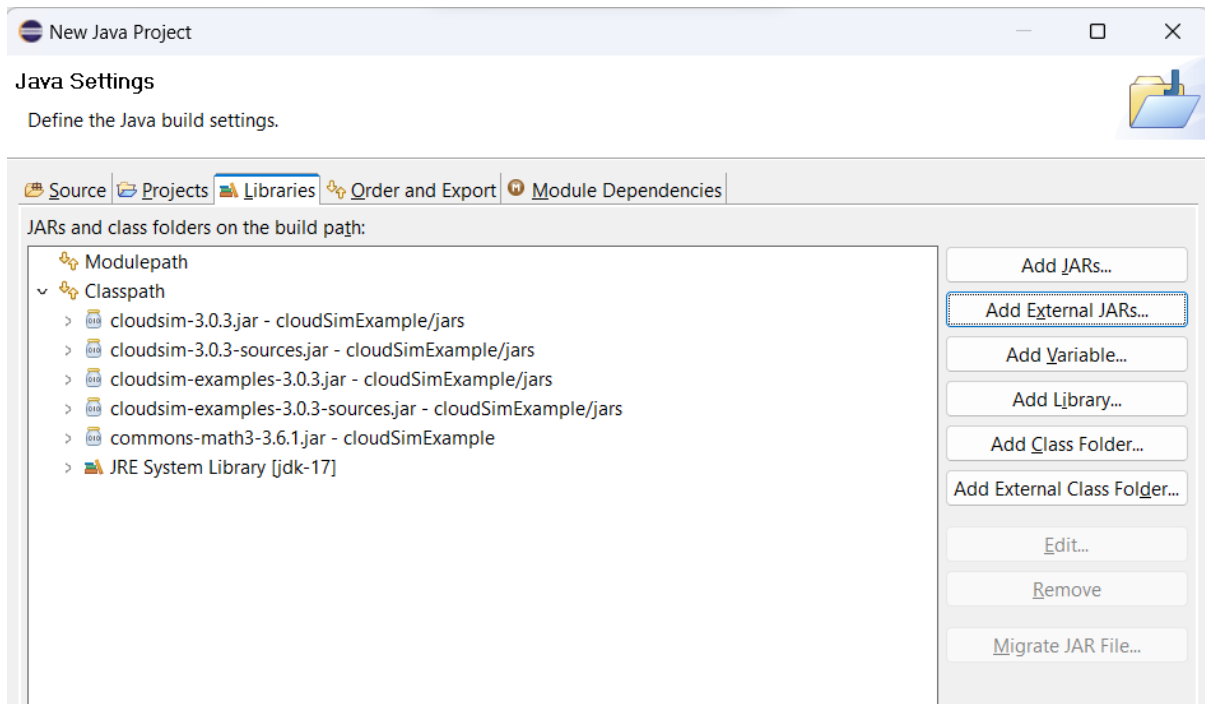 New Java Project
Java Settings
Define the Java build settings.
Source Projects Libraries Order and Export Module Dependencies
JARs and class folders on the build path:
Modulepath
Classpath
cloudsim-3.0.3.jar - cloudSimExample/jars
cloudsim-3.0.3-sources.jar - cloudSimExample/jars
cloudsim-examples-3.0.3.jar - cloudSimExample/jars
cloudsim-examples-3.0.3-sources.jar - cloudSimExample/jars
commons-math3-3.6.1.jar - cloudSimExample
JRE System Library [jdk-17]
Add JARs...
Add External JARs...
Add Variable...
Add Library...
Add Class Folder...
Add External Class Folder...
Edit...
Remove
Migrate JAR File...